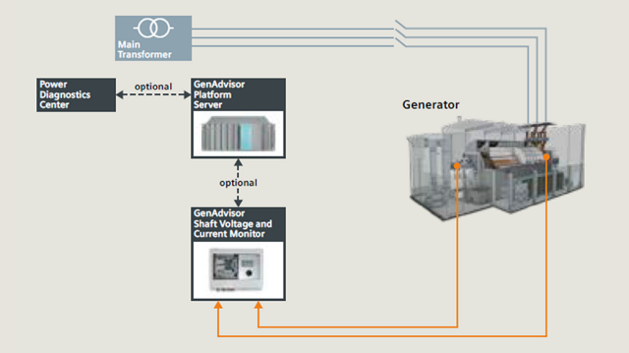 Main
Transformer
Power
Diagnostics
Center
optional
GenAdvisor
Platform
Server
Generator
optional
GenAdvisor
Shaft Voltage and
Current Monitor